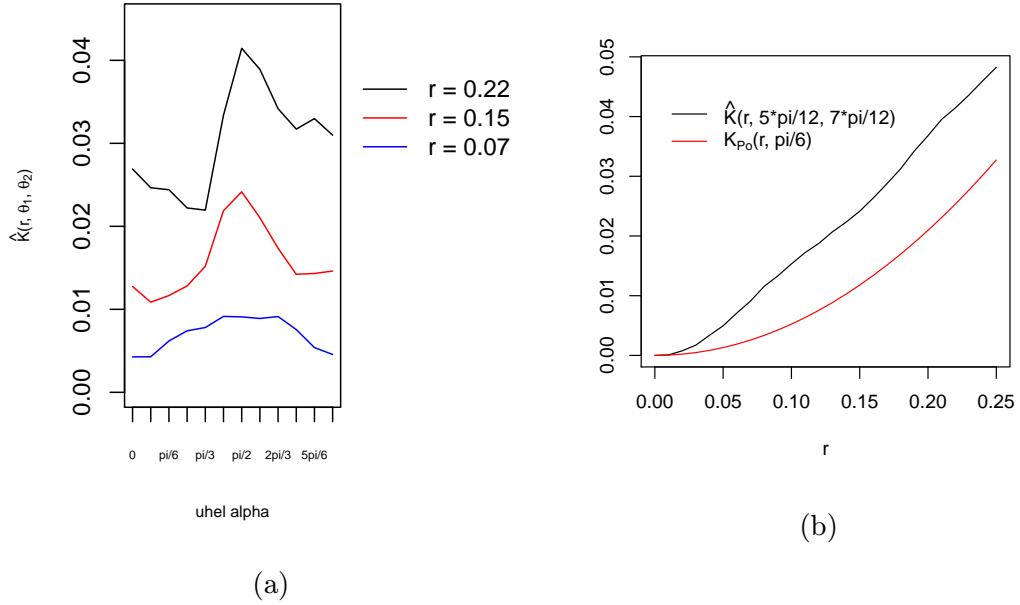 0.00 0.01 0.02 0.03 0.04
K̂(r, θ₁, θ₂)
0 pi/6 pi/3 pi/2 2pi/3 5pi/6
uhel alpha
r = 0.22
r = 0.15
r = 0.07
(a)
0.00 0.01 0.02 0.03 0.04 0.05
K̂(r, 5*pi/12, 7*pi/12)
K_Po(r, pi/6)
0.00 0.05 0.10 0.15 0.20 0.25
r
(b)